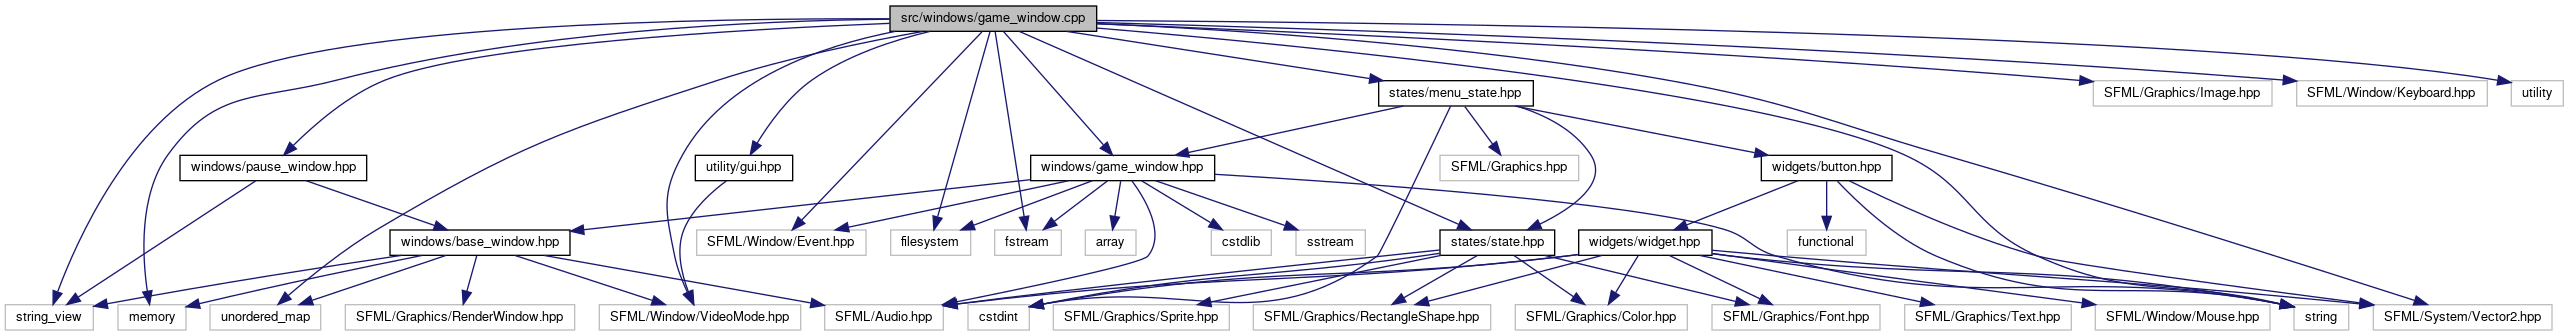 src/windows/game_window.cpp
states/menu_state.hpp
SFML/Graphics/Image.hpp
SFML/Window/Keyboard.hpp
utility
windows/pause_window.hpp
utility/gui.hpp
windows/game_window.hpp
SFML/Graphics.hpp
widgets/button.hpp
windows/base_window.hpp
SFML/Window/Event.hpp
filesystem
fstream
array
cstdlib
sstream
states/state.hpp
widgets/widget.hpp
functional
string_view
memory
unordered_map
SFML/Graphics/RenderWindow.hpp
SFML/Window/VideoMode.hpp
SFML/Audio.hpp
cstdint
SFML/Graphics/Sprite.hpp
SFML/Graphics/RectangleShape.hpp
SFML/Graphics/Color.hpp
SFML/Graphics/Font.hpp
SFML/Graphics/Text.hpp
SFML/Window/Mouse.hpp
string
SFML/System/Vector2.hpp